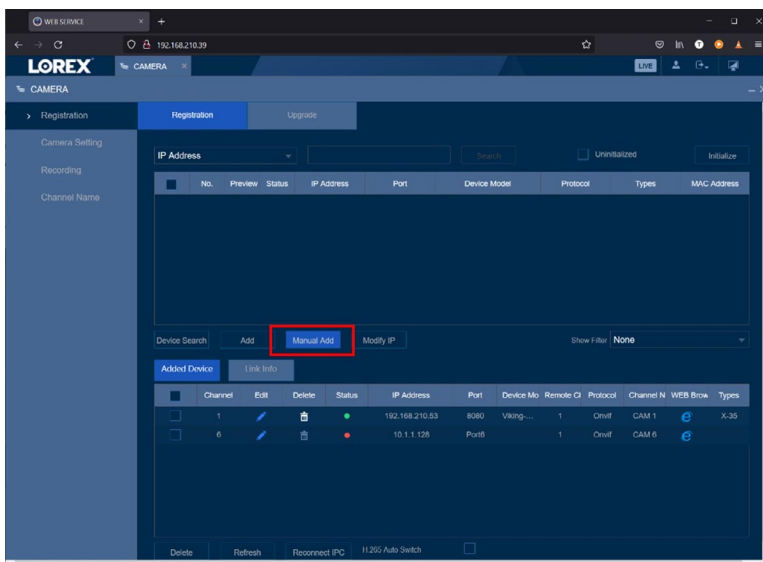 WEB SERVICE
192.168.210.39
LOREX CAMERA LIVE
CAMERA
Registration
Camera Setting
Recording
Channel Name
Registration Upgrade
IP Address Search Uninitialized Initialize
No. Preview Status IP Address Port Device Model Protocol Types MAC Address
Device Search Add Manual Add Modify IP Show Filter None
Added Device Link Info
Channel Edit Delete Status IP Address Port Device Mo Remote Cl Protocol Channel N WEB Brow Types
1 192.168.210.53 8080 Viking-... 1 Onvif CAM 1 X-35
6 10.1.1.128 Port6 1 Onvif CAM 6
Delete Refresh Reconnect IPC H.265 Auto Switch